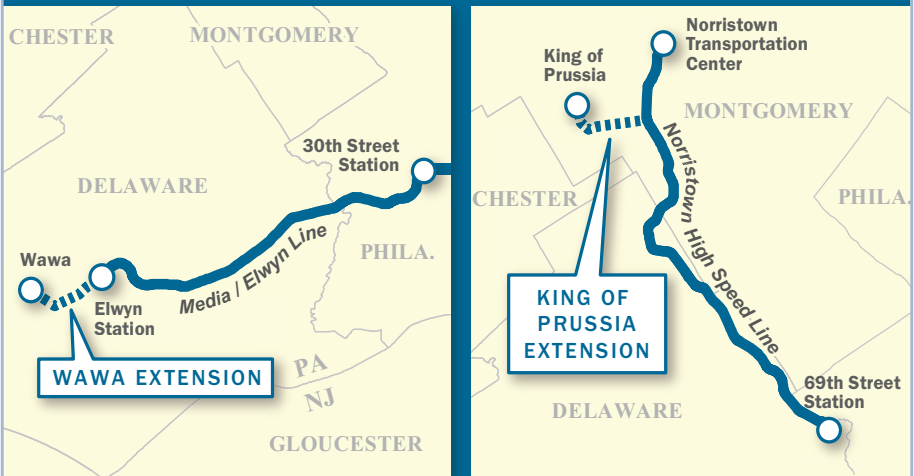 CHESTER
MONTGOMERY
30th Street
Station
DELAWARE
PHILA.
Media / Elwyn Line
Wawa
Elwyn
Station
WAWA EXTENSION
PA
NJ
GLOUCESTER
Norristown
Transportation
Center
King of
Prussia
MONTGOMERY
Norristown High Speed Line
CHESTER
PHILA.
KING OF
PRUSSIA
EXTENSION
69th Street
Station
DELAWARE